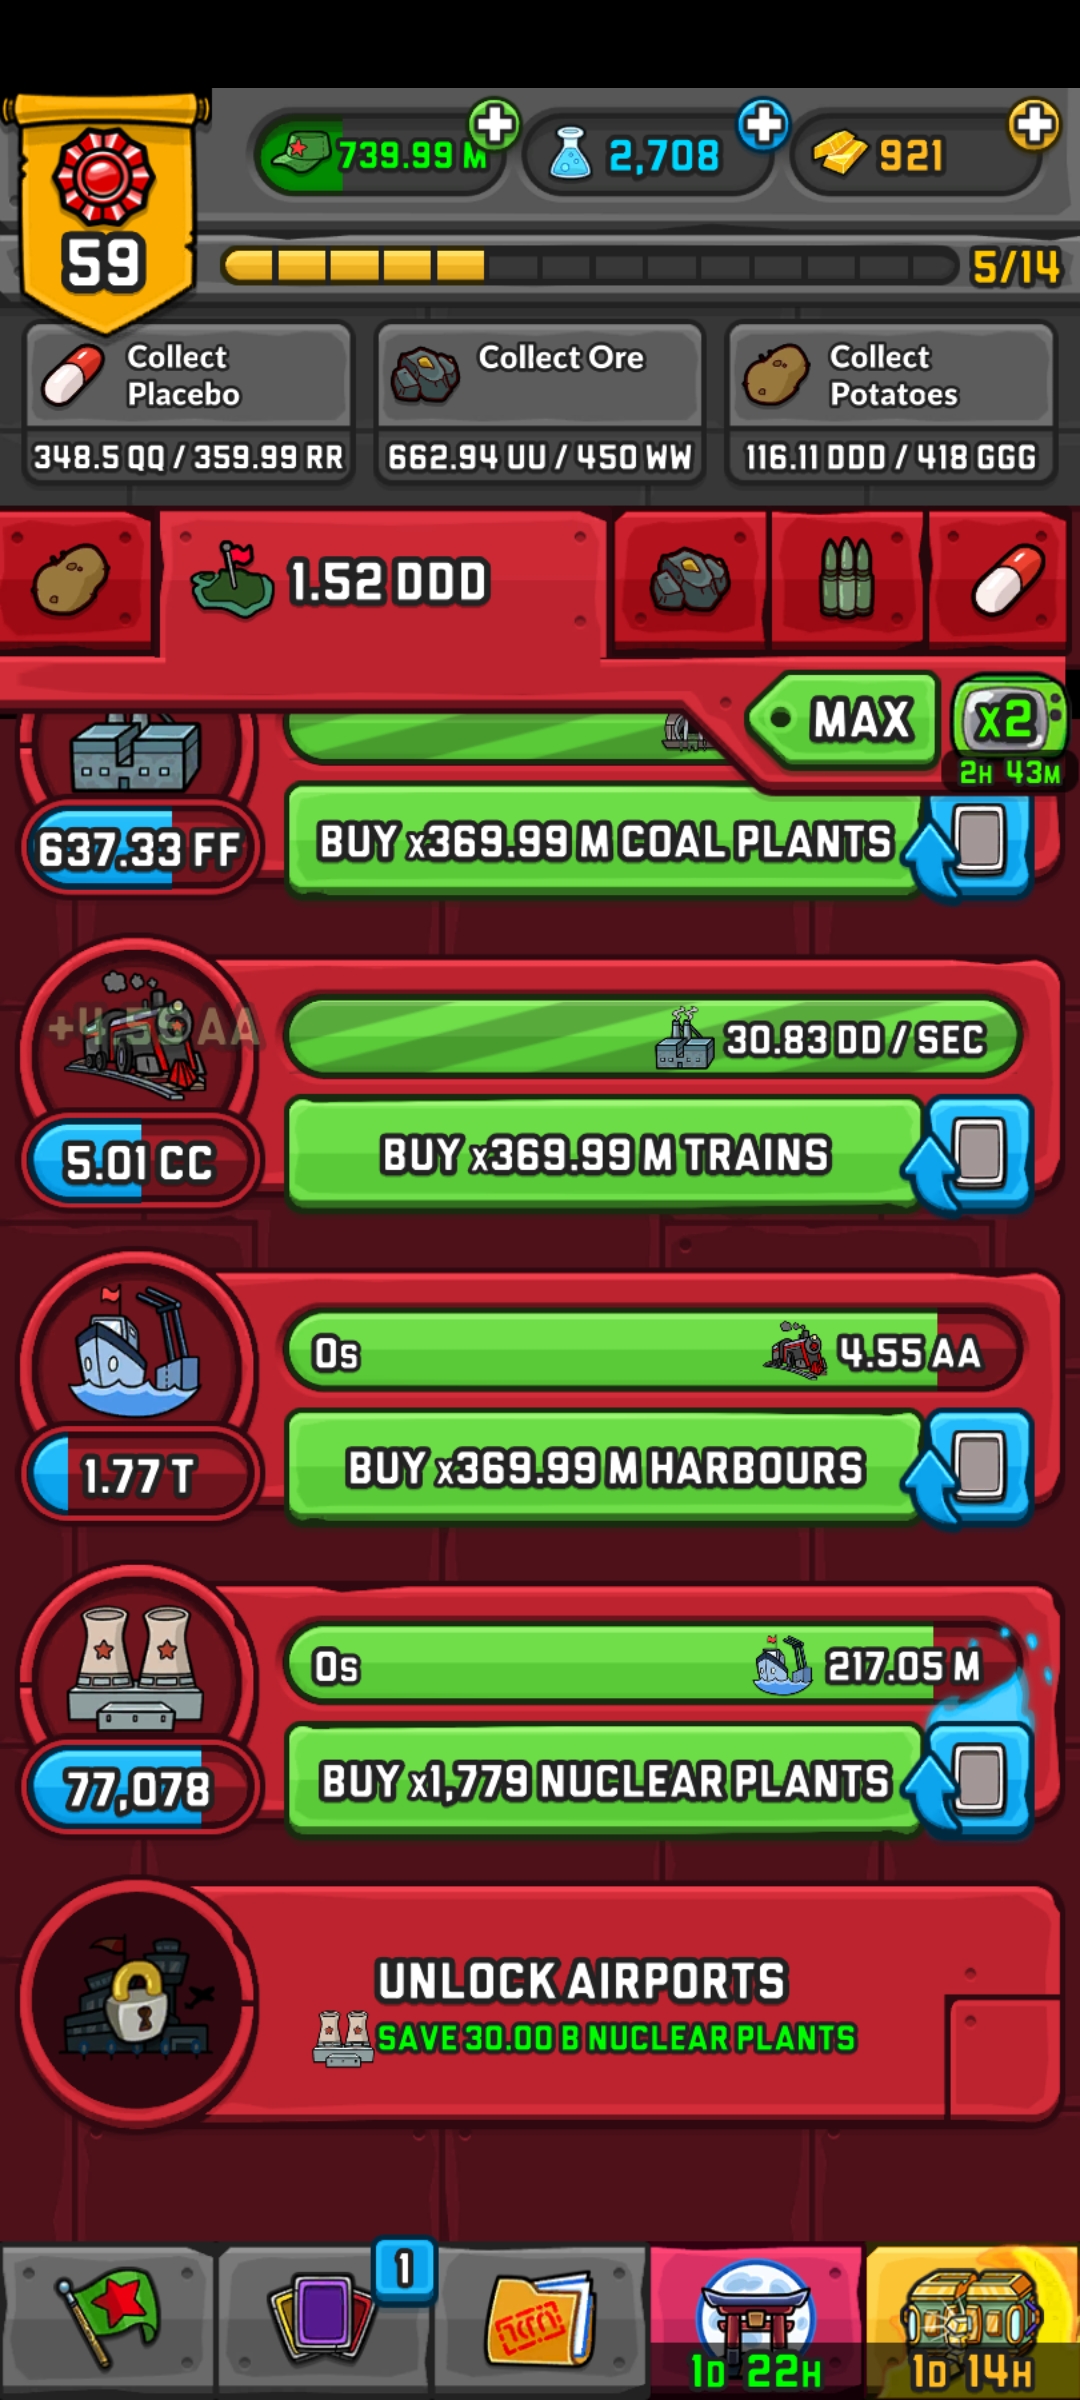 739.99 M
2,708
921
59
5/14
Collect Placebo
348.5 QQ / 359.99 RR
Collect Ore
662.94 UU / 450 WW
Collect Potatoes
116.11 DDD / 418 GGG
1.52 DDD
MAX
x2
2H 43M
637.33 FF
BUY x369.99 M COAL PLANTS
+4.59 AA
30.83 DD / SEC
5.01 CC
BUY x369.99 M TRAINS
0s
4.55 AA
1.77 T
BUY x369.99 M HARBOURS
0s
217.05 M
77,078
BUY x1,779 NUCLEAR PLANTS
UNLOCK AIRPORTS
SAVE 30.00 B NUCLEAR PLANTS
1
1D 22H
1D 14H